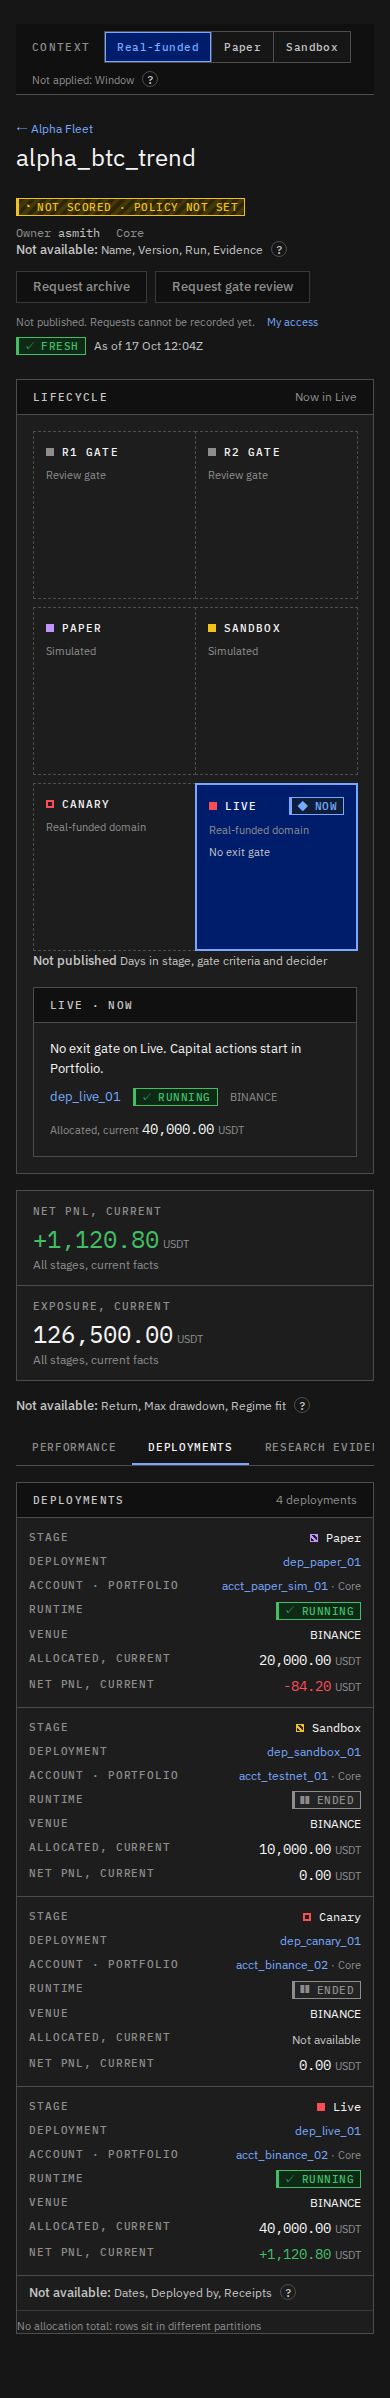 CONTEXT Real-funded Paper Sandbox
Not applied: Window ?
← Alpha Fleet
alpha_btc_trend
NOT SCORED · POLICY NOT SET
Owner asmith Core
Not available: Name, Version, Run, Evidence ?
Request archive Request gate review
Not published. Requests cannot be recorded yet. My access
✓ FRESH As of 17 Oct 12:04Z
LIFECYCLE Now in Live
R1 GATE R2 GATE
Review gate Review gate
PAPER SANDBOX
Simulated Simulated
CANARY LIVE ◆ NOW
Real-funded domain Real-funded domain
No exit gate
Not published Days in stage, gate criteria and decider
LIVE · NOW
No exit gate on Live. Capital actions start in
Portfolio.
dep_live_01 ✓ RUNNING BINANCE
Allocated, current 40,000.00 USDT
NET PNL, CURRENT
+1,120.80 USDT
All stages, current facts
EXPOSURE, CURRENT
126,500.00 USDT
All stages, current facts
Not available: Return, Max drawdown, Regime fit ?
PERFORMANCE DEPLOYMENTS RESEARCH EVIDEN
DEPLOYMENTS 4 deployments
STAGE Paper
DEPLOYMENT dep_paper_01
ACCOUNT · PORTFOLIO acct_paper_sim_01 · Core
RUNTIME ✓ RUNNING
VENUE BINANCE
ALLOCATED, CURRENT 20,000.00 USDT
NET PNL, CURRENT -84.20 USDT
STAGE Sandbox
DEPLOYMENT dep_sandbox_01
ACCOUNT · PORTFOLIO acct_testnet_01 · Core
RUNTIME ENDED
VENUE BINANCE
ALLOCATED, CURRENT 10,000.00 USDT
NET PNL, CURRENT 0.00 USDT
STAGE Canary
DEPLOYMENT dep_canary_01
ACCOUNT · PORTFOLIO acct_binance_02 · Core
RUNTIME ENDED
VENUE BINANCE
ALLOCATED, CURRENT Not available
NET PNL, CURRENT 0.00 USDT
STAGE Live
DEPLOYMENT dep_live_01
ACCOUNT · PORTFOLIO acct_binance_02 · Core
RUNTIME ✓ RUNNING
VENUE BINANCE
ALLOCATED, CURRENT 40,000.00 USDT
NET PNL, CURRENT +1,120.80 USDT
Not available: Dates, Deployed by, Receipts ?
No allocation total: rows sit in different partitions